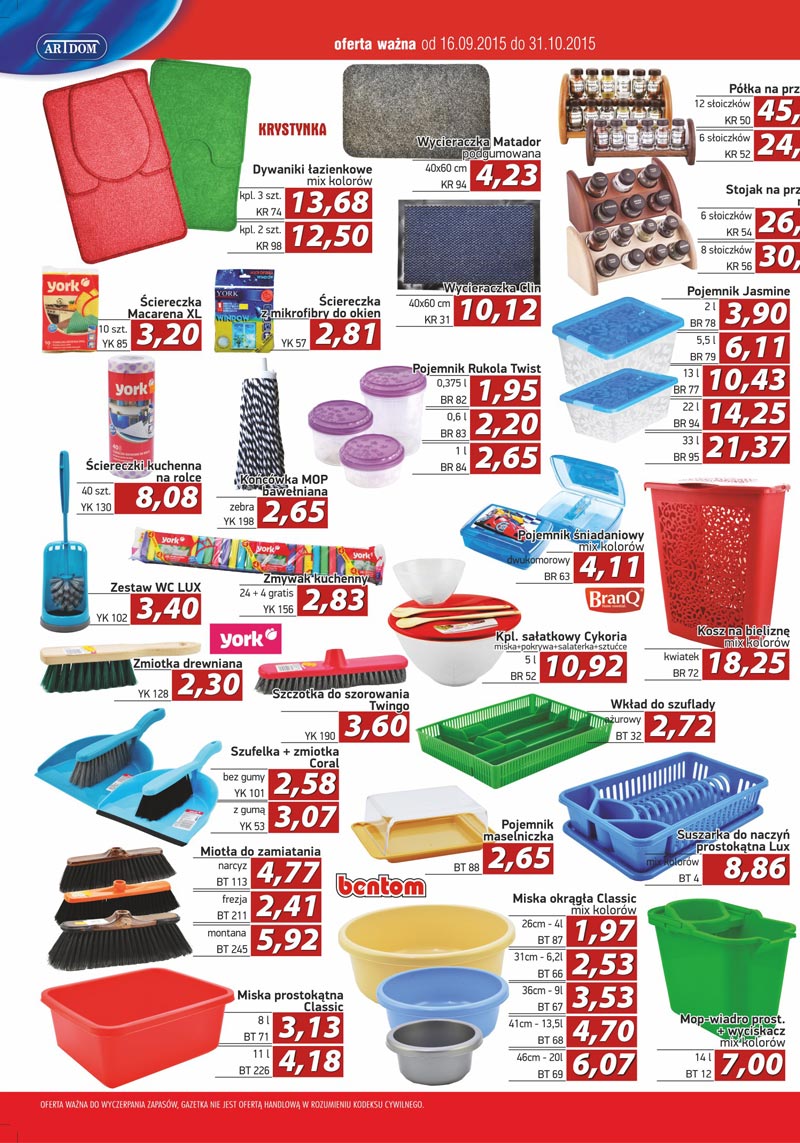 ARTDOM
oferta ważna od 16.09.2015 do 31.10.2015
KRYSTYNKA
Dywaniki łazienkowe
mix kolorów
kpl. 3 szt.
KR 74
13,68
kpl. 2 szt.
KR 98
12,50
Wycieraczka Matador
podgumowana
40x60 cm
KR 94
4,23
Wycieraczka Clin
40x60 cm
KR 31
10,12
Półka na prz
12 słoiczków
KR 50
45,
6 słoiczków
KR 52
24,
Stojak na prz
6 słoiczków
KR 54
26,
8 słoiczków
KR 56
30,
york
Ściereczka
Macarena XL
10 szt.
YK 85
3,20
YORK
WINDOW
Ściereczka
z mikrofibry do okien
YK 57
2,81
Pojemnik Jasmine
2 l
BR 78
3,90
5,5 l
BR 79
6,11
13 l
BR 77
10,43
22 l
BR 94
14,25
33 l
BR 95
21,37
york
Ściereczki kuchenna
na rolce
40 szt.
YK 130
8,08
Końcówka MOP
bawełniana
zebra
YK 198
2,65
Pojemnik Rukola Twist
0,375 l
BR 82
1,95
0,6 l
BR 83
2,20
1 l
BR 84
2,65
Pojemnik śniadaniowy
mix kolorów
dwukomorowy
BR 63
4,11
BranQ
Zestaw WC LUX
YK 102
3,40
york
Zmywak kuchenny
24 + 4 gratis
YK 156
2,83
york
Kpl. sałatkowy Cykoria
miska+pokrywa+salaterka+sztućce
5 l
BR 52
10,92
Kosz na bieliznę
mix kolorów
kwiatek
BR 72
18,25
Zmiotka drewniana
YK 128
2,30
Szczotka do szorowania
Twingo
YK 190
3,60
Wkład do szuflady
ażurowy
BT 32
2,72
Szufelka + zmiotka
Coral
bez gumy
YK 101
2,58
z gumą
YK 53
3,07
Pojemnik
maselniczka
BT 88
2,65
Suszarka do naczyń
prostokątna Lux
mix kolorów
BT 4
8,86
Miotła do zamiatania
narcyz
BT 113
4,77
frezja
BT 211
2,41
montana
BT 245
5,92
bentom
Miska okrągła Classic
mix kolorów
26cm - 4l
BT 87
1,97
31cm - 6,2l
BT 66
2,53
36cm - 9l
BT 67
3,53
41cm - 13,5l
BT 68
4,70
46cm - 20l
BT 69
6,07
Miska prostokątna
Classic
8 l
BT 71
3,13
11 l
BT 226
4,18
Mop-wiadro prost.
+ wyciskacz
mix kolorów
14 l
BT 12
7,00
OFERTA WAŻNA DO WYCZERPANIA ZAPASÓW, GAZETKA NIE JEST OFERTĄ HANDLOWĄ W ROZUMIENIU KODEKSU CYWILNEGO.